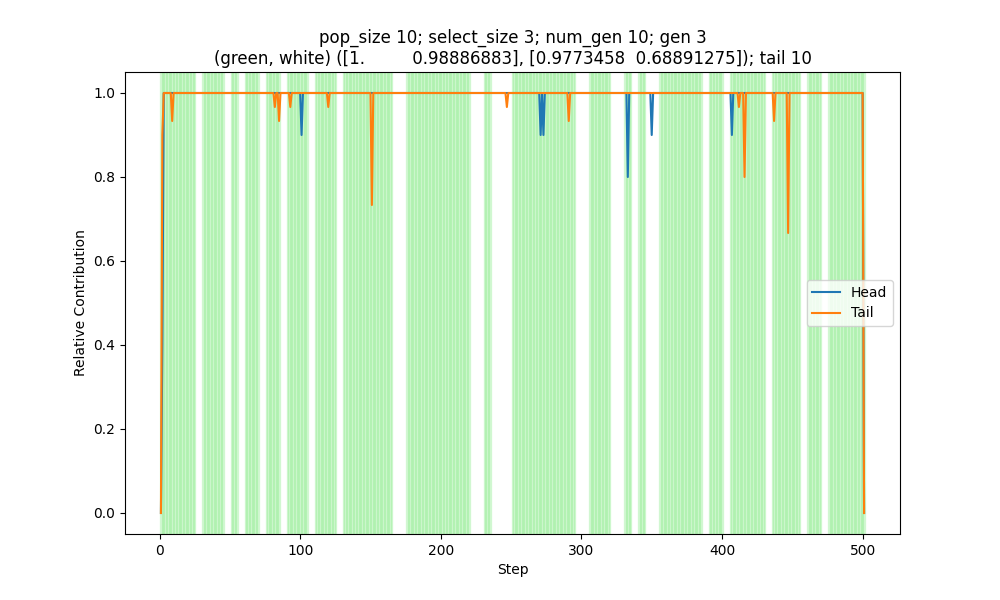 pop_size 10; select_size 3; num_gen 10; gen 3
(green, white) ([1.         0.98886883], [0.9773458  0.68891275]); tail 10
1.0
0.8
0.6
0.4
0.2
0.0
Relative Contribution
Head
Tail
0
100
200
300
400
500
Step